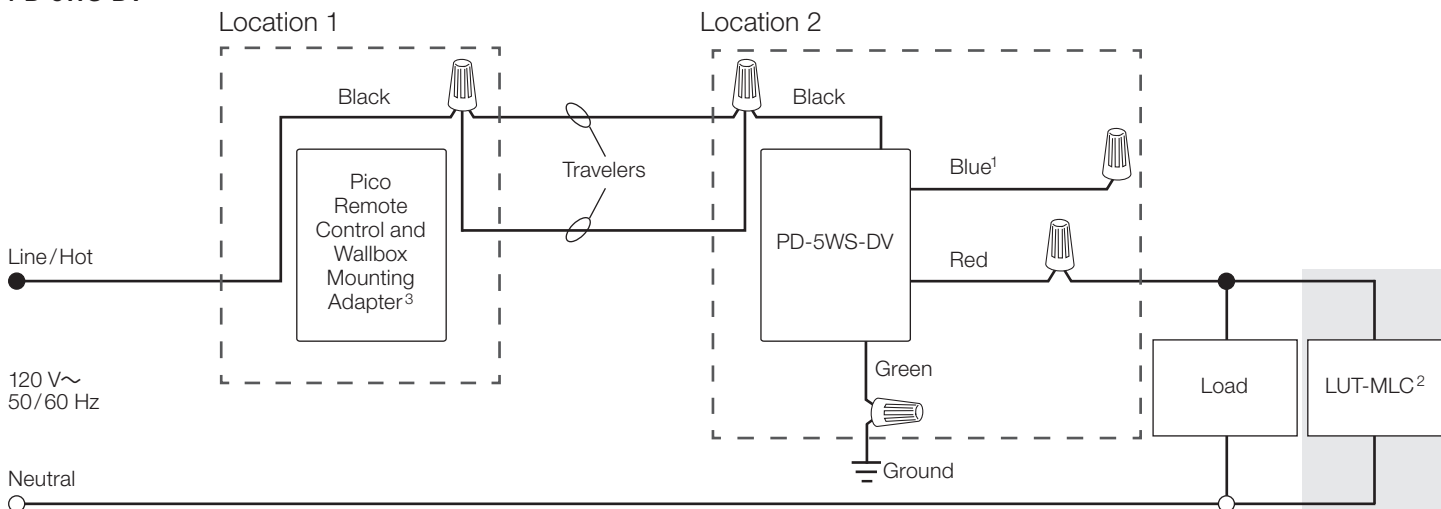 Location 1
Location 2
Black
Black
Travelers
Blue¹
Pico
Remote
Control and
Wallbox
Mounting
Adapter³
PD-5WS-DV
Line/Hot
Red
120 V~
50/60 Hz
Green
Load
LUT-MLC²
Ground
Neutral